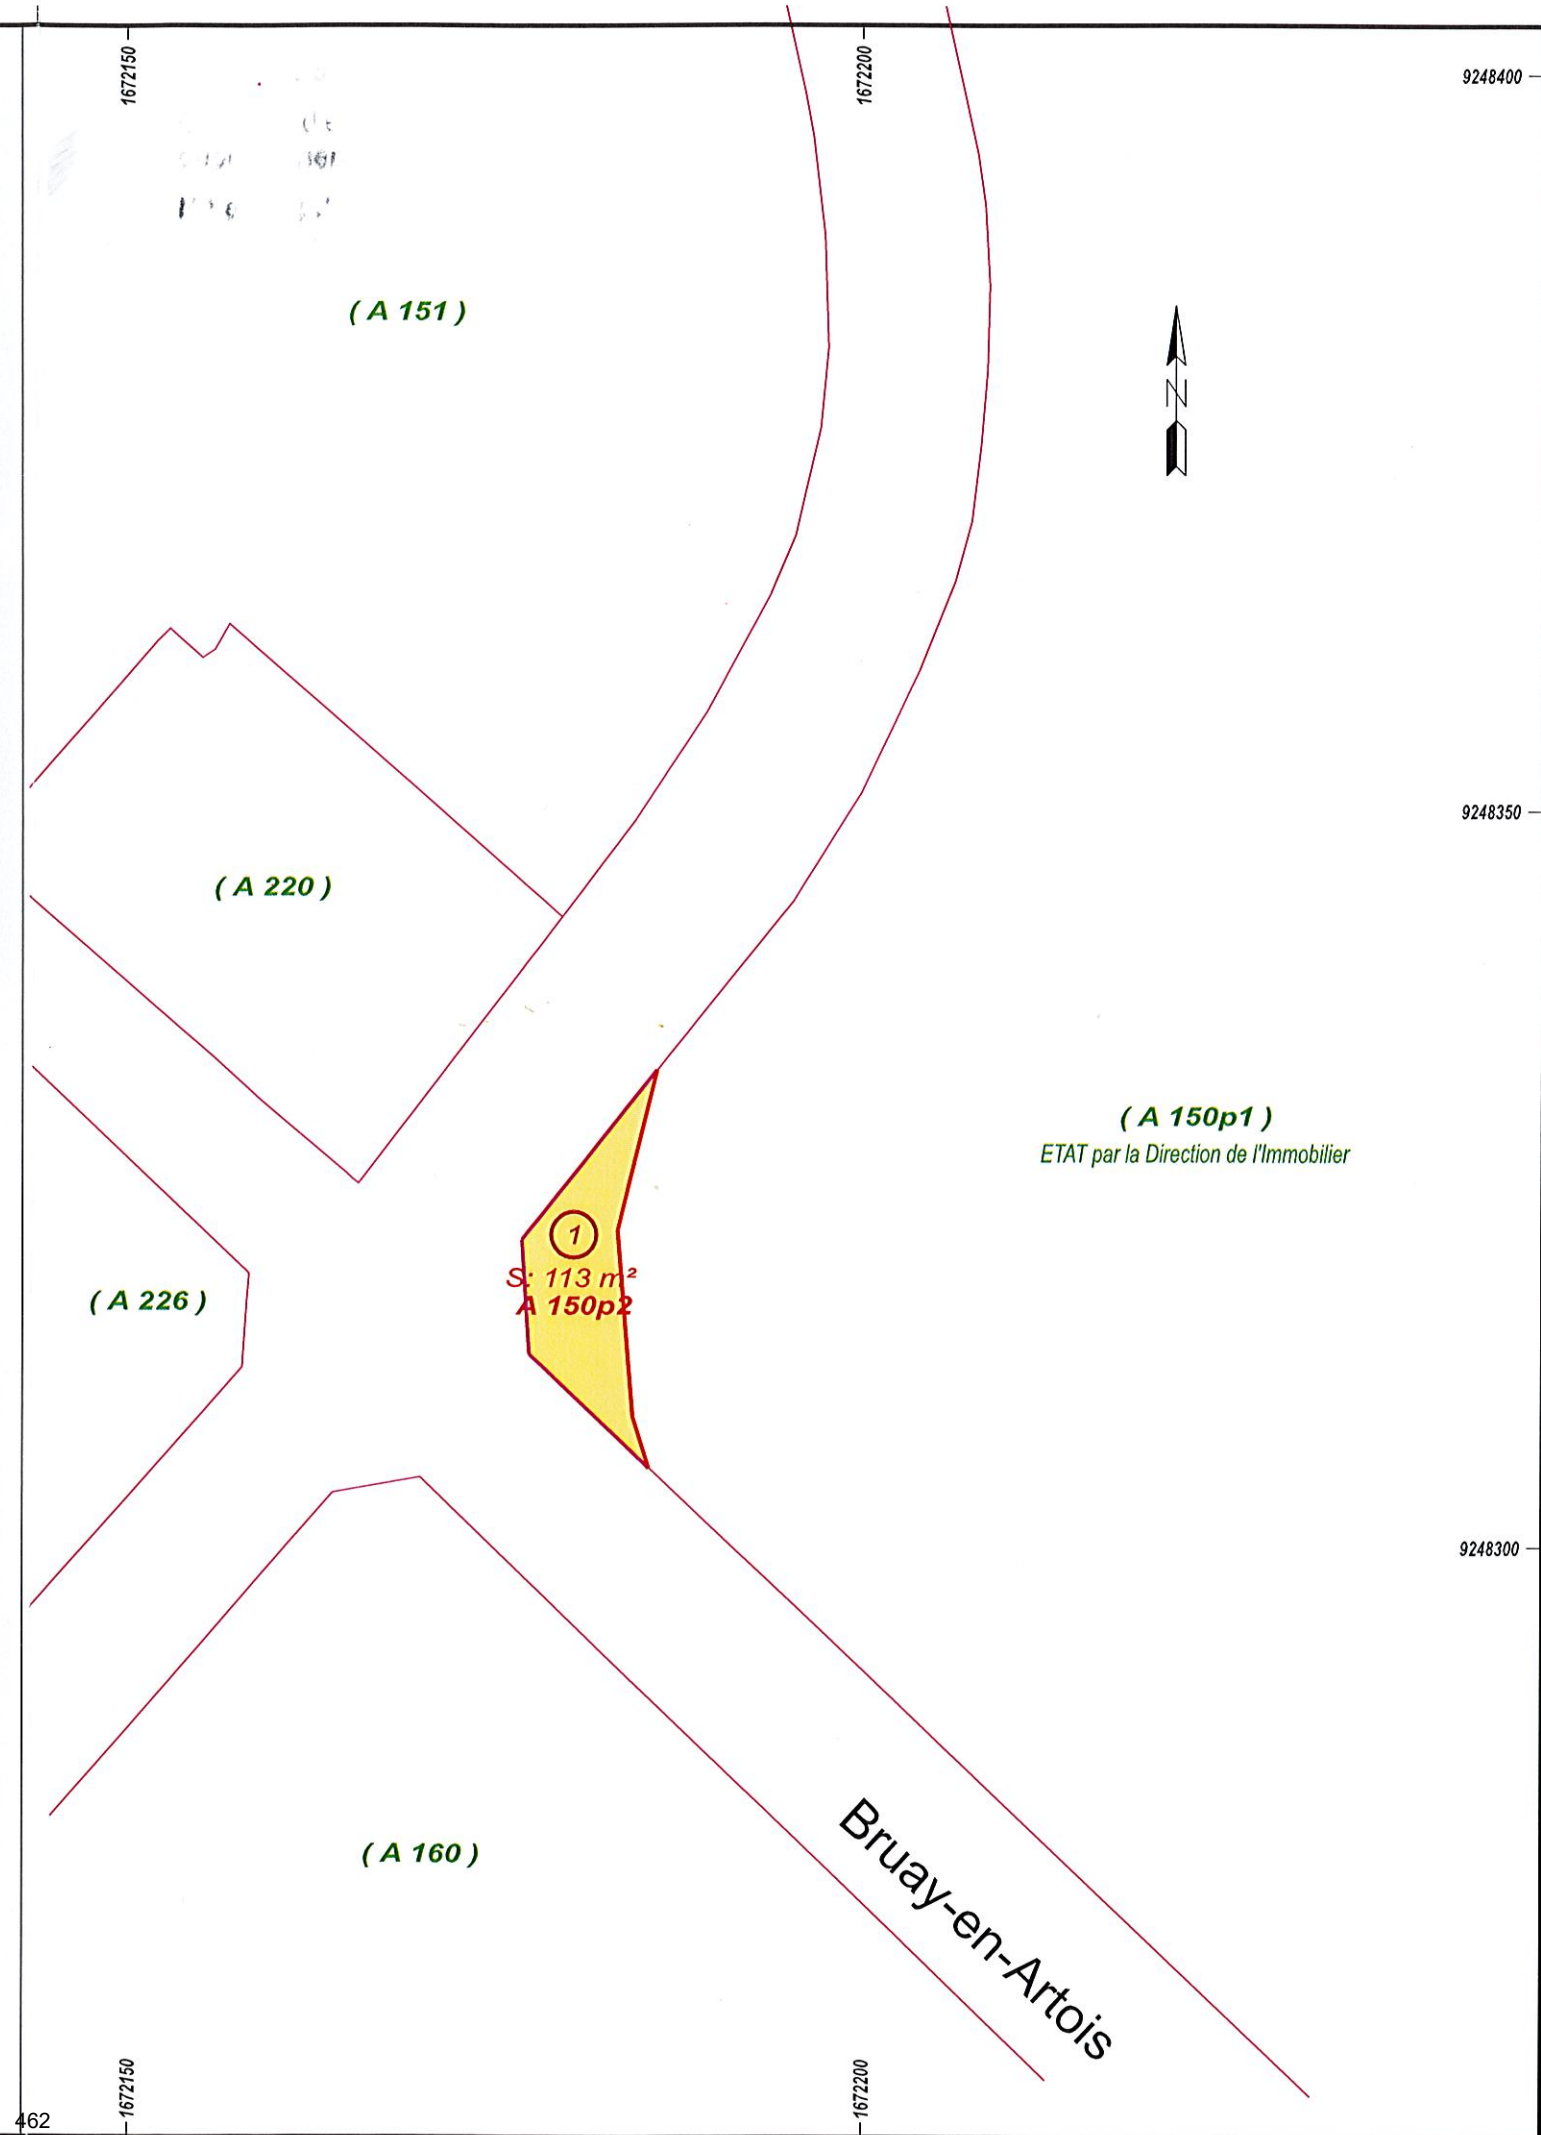 1672150
1672200
9248400
( A 151 )
N
9248350
( A 220 )
( A 150p1 )
ETAT par la Direction de l'Immobilier
1
S: 113 m²
A 150p2
( A 226 )
9248300
( A 160 )
Bruay-en-Artois
1672150
1672200
462